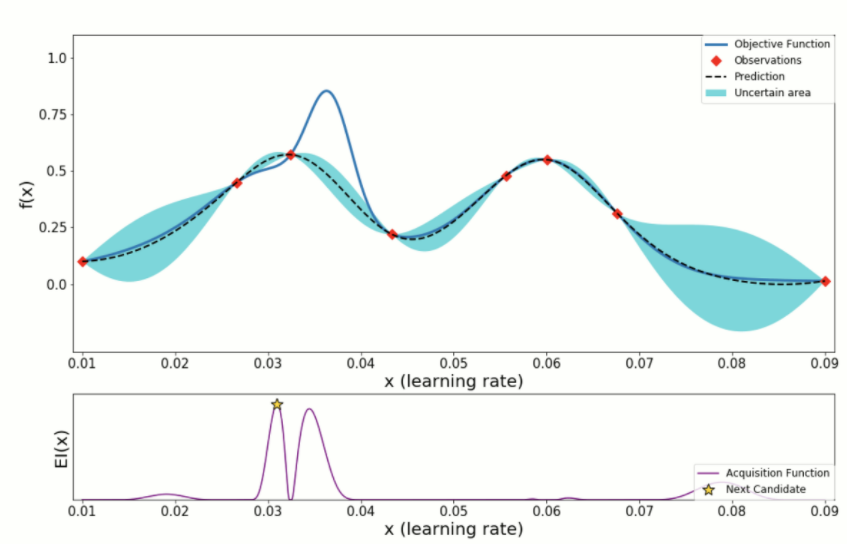 Objective Function
Observations
Prediction
Uncertain area
1.0
0.75
0.5
0.25
0.0
f(x)
0.01 0.02 0.03 0.04 0.05 0.06 0.07 0.08 0.09
x (learning rate)
EI(x)
Acquisition Function
Next Candidate
0.01 0.02 0.03 0.04 0.05 0.06 0.07 0.08 0.09
x (learning rate)